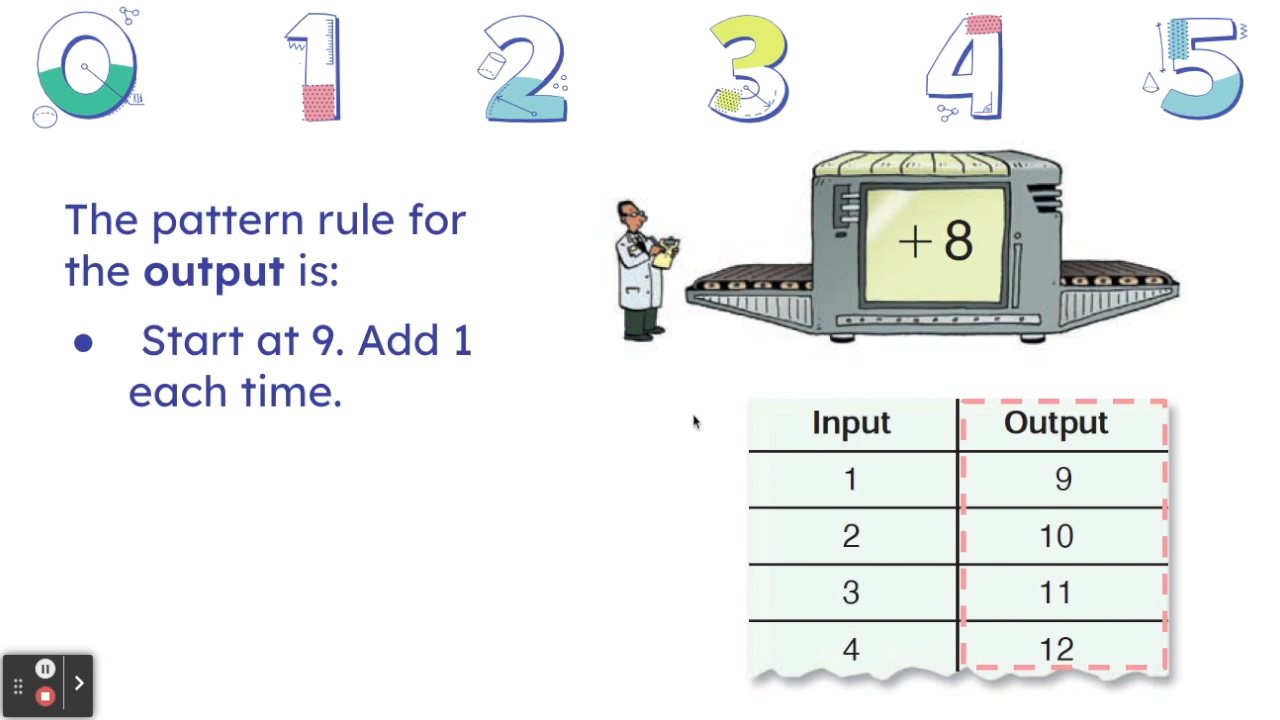 0 1 2 3 4 5
The pattern rule for
the output is:
● Start at 9. Add 1
each time.
+ 8
Input Output
1 9
2 10
3 11
4 12